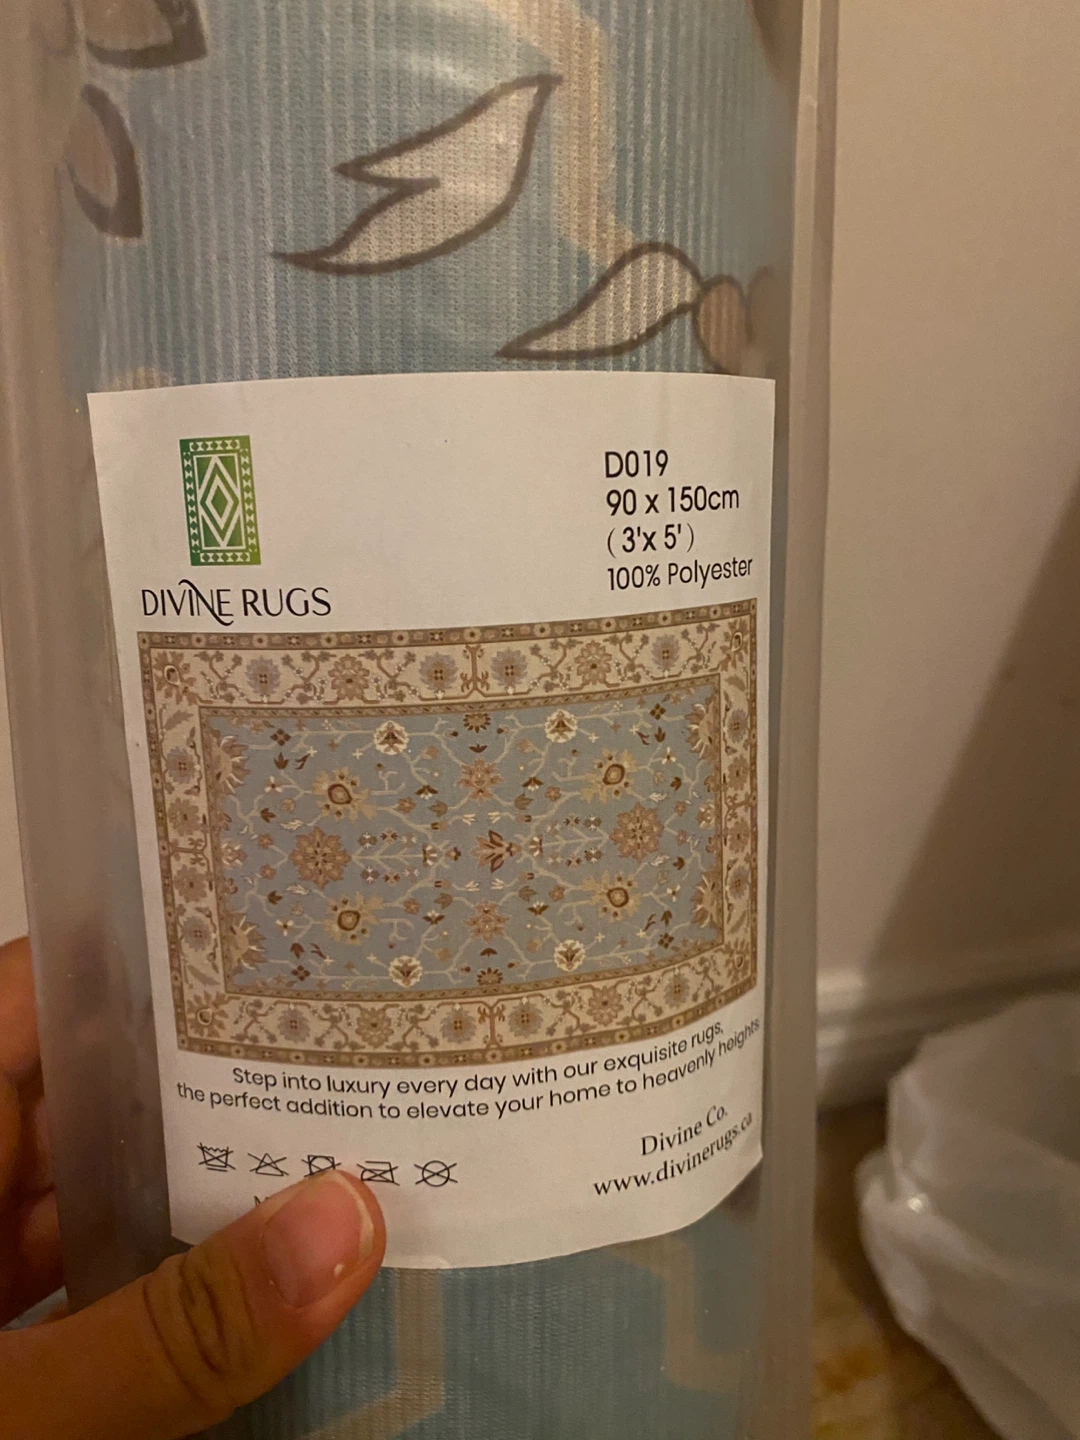 D019
90 x 150cm
( 3'x 5' )
100% Polyester
DIVINE RUGS
Step into luxury every day with our exquisite rugs,
the perfect addition to elevate your home to heavenly heights
Divine Co.
www.divinerugs.ca